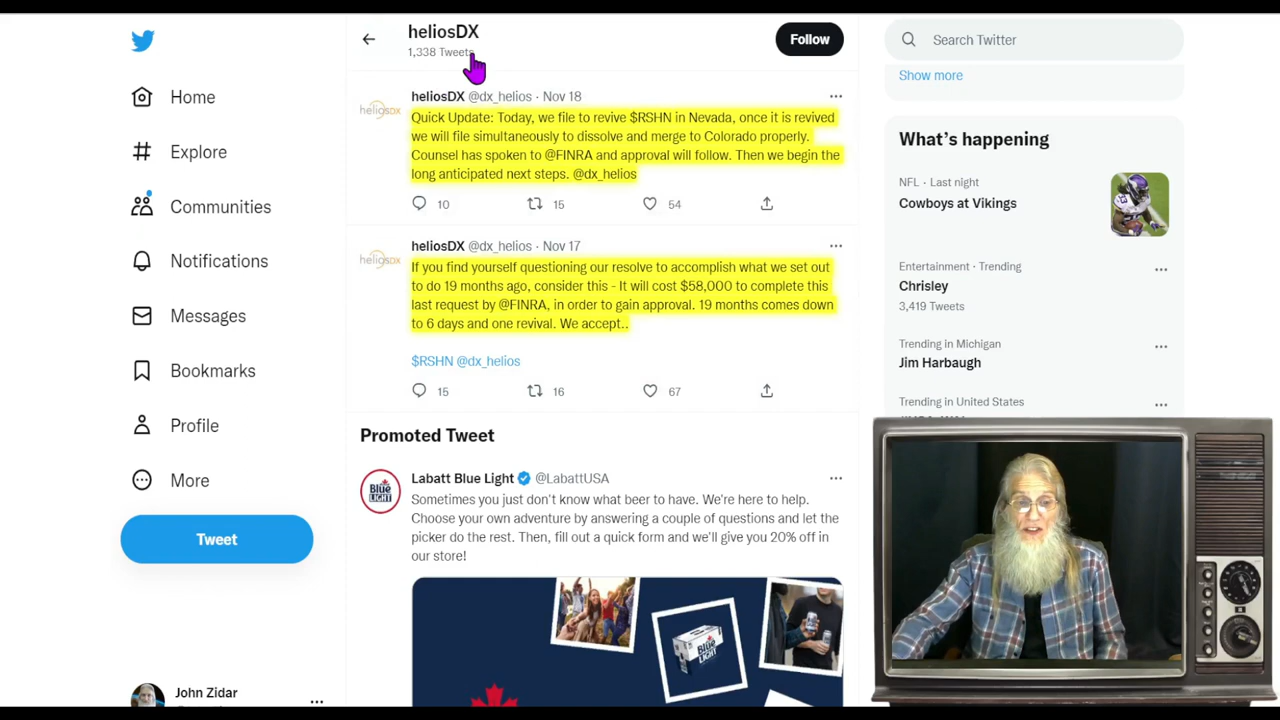 Home
Explore
Communities
Notifications
Messages
Bookmarks
Profile
More
Tweet
John Zidar
heliosDX
1,338 Tweets
Follow
heliosDX
heliosDX @dx_helios · Nov 18
Quick Update: Today, we file to revive $RSHN in Nevada, once it is revived
we will file simultaneously to dissolve and merge to Colorado properly.
Counsel has spoken to @FINRA and approval will follow. Then we begin the
long anticipated next steps. @dx_helios
10 15 54
heliosDX
heliosDX @dx_helios · Nov 17
If you find yourself questioning our resolve to accomplish what we set out
to do 19 months ago, consider this - It will cost $58,000 to complete this
last request by @FINRA, in order to gain approval. 19 months comes down
to 6 days and one revival. We accept..
$RSHN @dx_helios
15 16 67
Promoted Tweet
Labatt Blue Light @LabattUSA
BLUE
LIGHT
Sometimes you just don't know what beer to have. We're here to help.
Choose your own adventure by answering a couple of questions and let the
picker do the rest. Then, fill out a quick form and we'll give you 20% off in
our store!
Search Twitter
Show more
What's happening
NFL · Last night
Cowboys at Vikings
Entertainment · Trending
Chrisley
3,419 Tweets
Trending in Michigan
Jim Harbaugh
Trending in United States